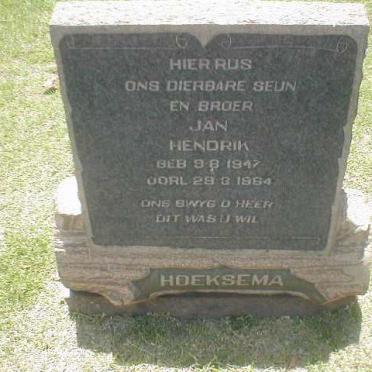 HIER RUS
ONS DIERBARE SEUN
EN BROER
JAN
HENDRIK
GEB 9 8 1947
OORL 29 3 1964
ONS SWYG O HEER
DIT WAS U WIL
HOEKSEMA